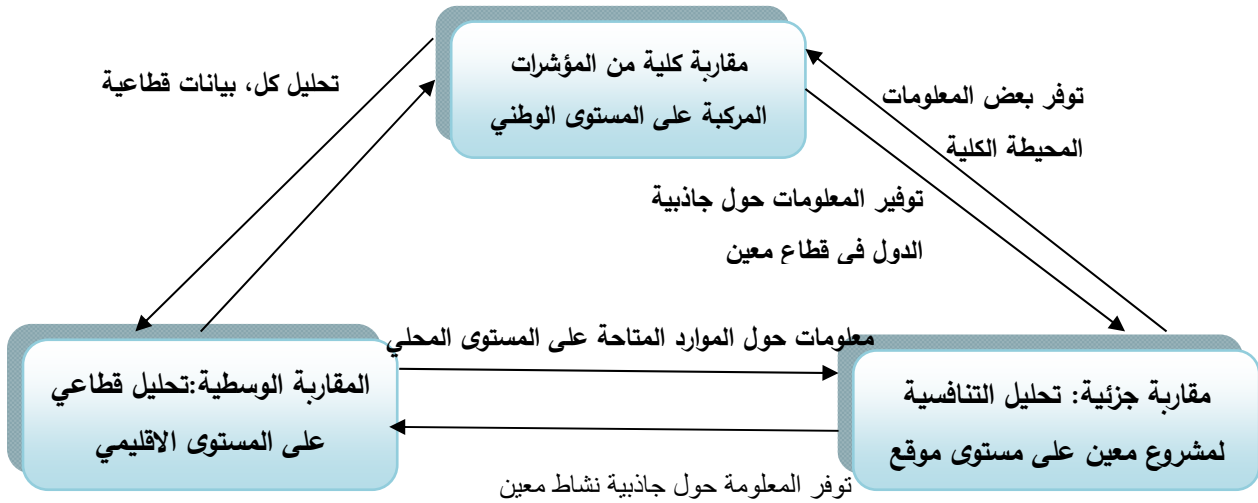 مقاربة كلية من المؤشرات
المركبة على المستوى الوطني
تحليل كل، بيانات قطاعية
توفر بعض المعلومات
المحيطة الكلية
توفير المعلومات حول جاذبية
الدول في قطاع معين
معلومات حول الموارد المتاحة على المستوى المحلي
المقاربة الوسطية:تحليل قطاعي
على المستوى الاقليمي
مقاربة جزئية: تحليل التنافسية
لمشروع معين على مستوى موقع
توفر المعلومة حول جاذبية نشاط معين